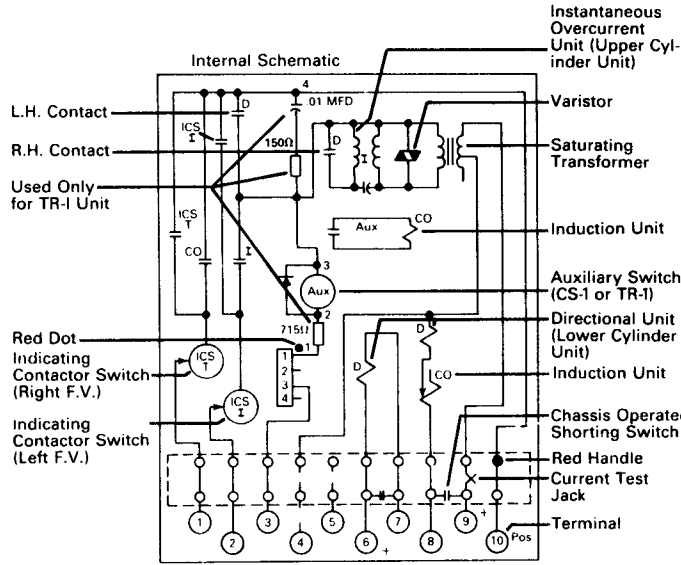 Internal Schematic
Instantaneous
Overcurrent
Unit (Upper Cyl-
inder Unit)
Varistor
Saturating
Transformer
Induction Unit
Auxiliary Switch
(CS-1 or TR-1)
Directional Unit
(Lower Cylinder
Unit)
Induction Unit
Chassis Operated
Shorting Switch
Red Handle
Current Test
Jack
Terminal
L.H. Contact
R.H. Contact
Used Only
for TR-I Unit
Red Dot
Indicating
Contactor Switch
(Right F.V.)
Indicating
Contactor Switch
(Left F.V.)
D
4
.01 MFD
ICS
I
150Ω
D
I
ICS
T
CO
I
Aux
CO
3
Aux
2
715Ω
1
1
2
3
4
D
D
CO
ICS
T
ICS
I
1
2
3
4
5
6
+
7
8
9
+
10
Pos